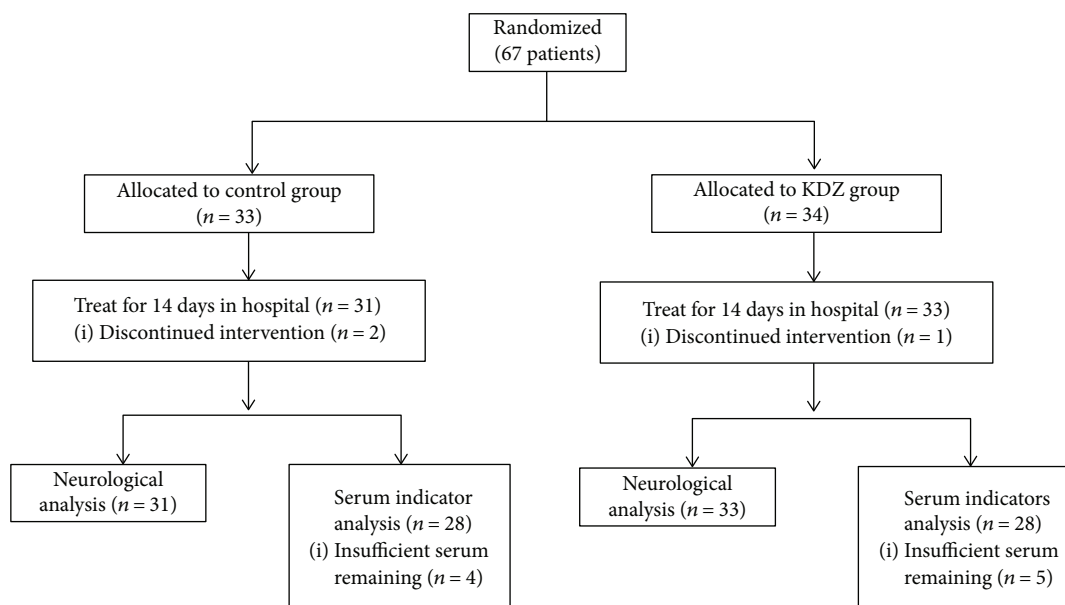 Randomized
(67 patients)
Allocated to control group
(n = 33)
Allocated to KDZ group
(n = 34)
Treat for 14 days in hospital (n = 31)
(i) Discontinued intervention (n = 2)
Treat for 14 days in hospital (n = 33)
(i) Discontinued intervention (n = 1)
Neurological
analysis (n = 31)
Serum indicator
analysis (n = 28)
(i) Insufficient serum
remaining (n = 4)
Neurological
analysis (n = 33)
Serum indicators
analysis (n = 28)
(i) Insufficient serum
remaining (n = 5)